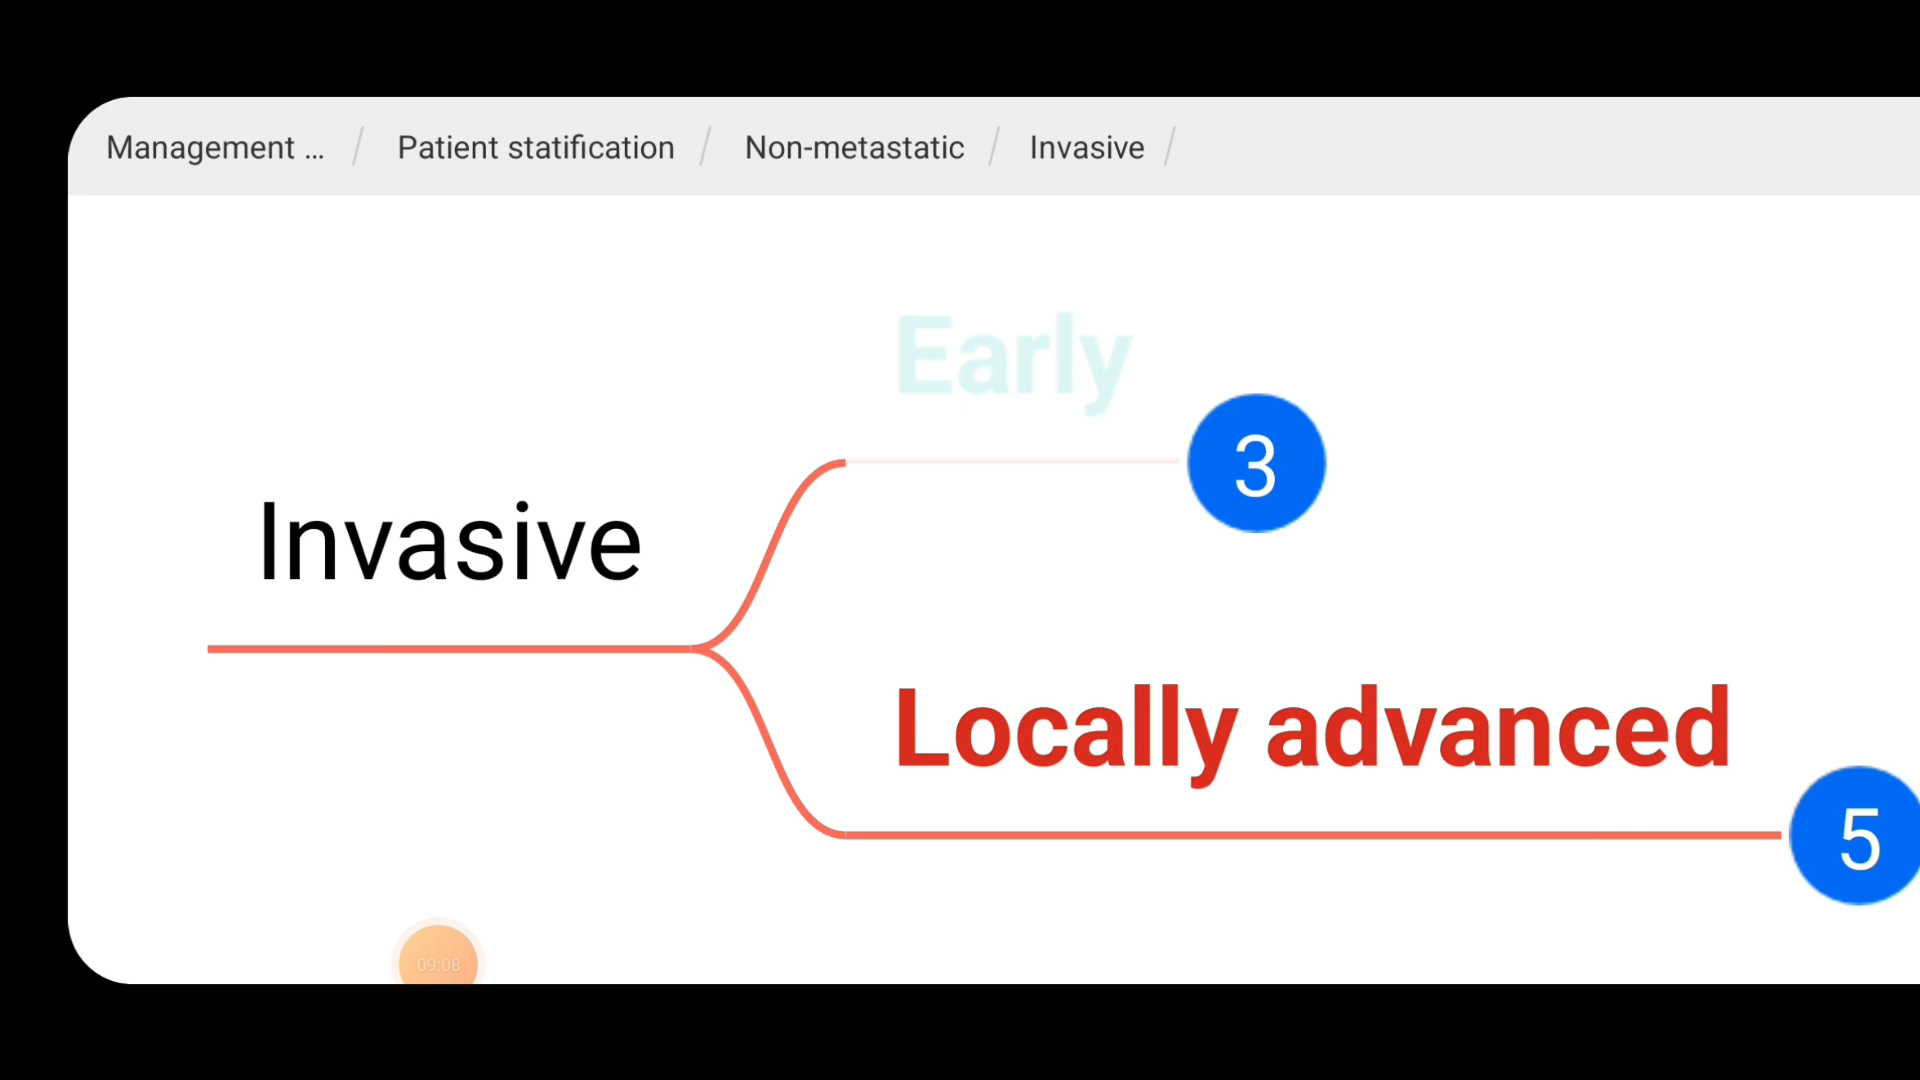 Management ... / Patient statification / Non-metastatic / Invasive /
Early
3
Invasive
Locally advanced
5
09:08